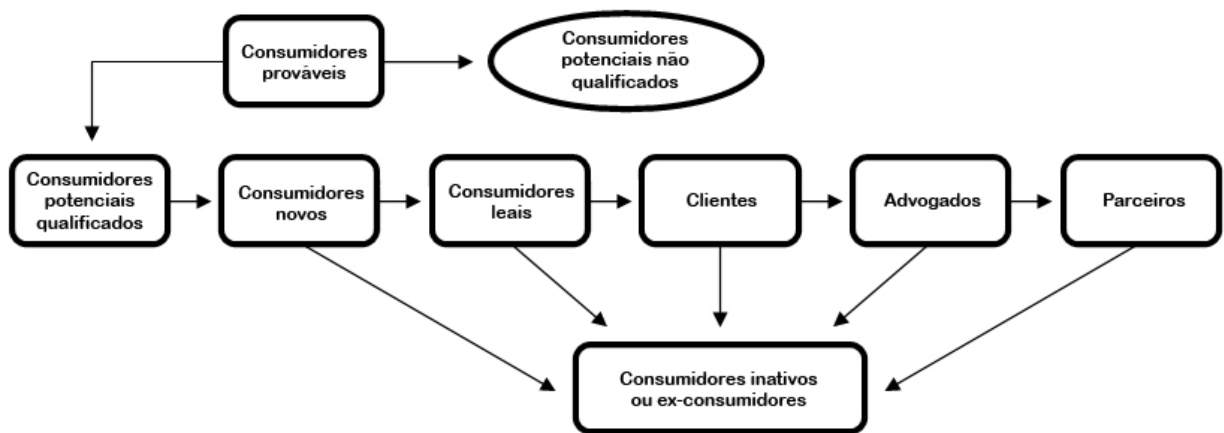 Consumidores
prováveis
Consumidores
potenciais não
qualificados
Consumidores
potenciais
qualificados
Consumidores
novos
Consumidores
leais
Clientes
Advogados
Parceiros
Consumidores inativos
ou ex-consumidores